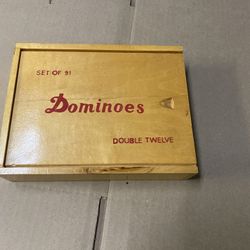 SET OF 91
Dominoes
DOUBLE TWELVE